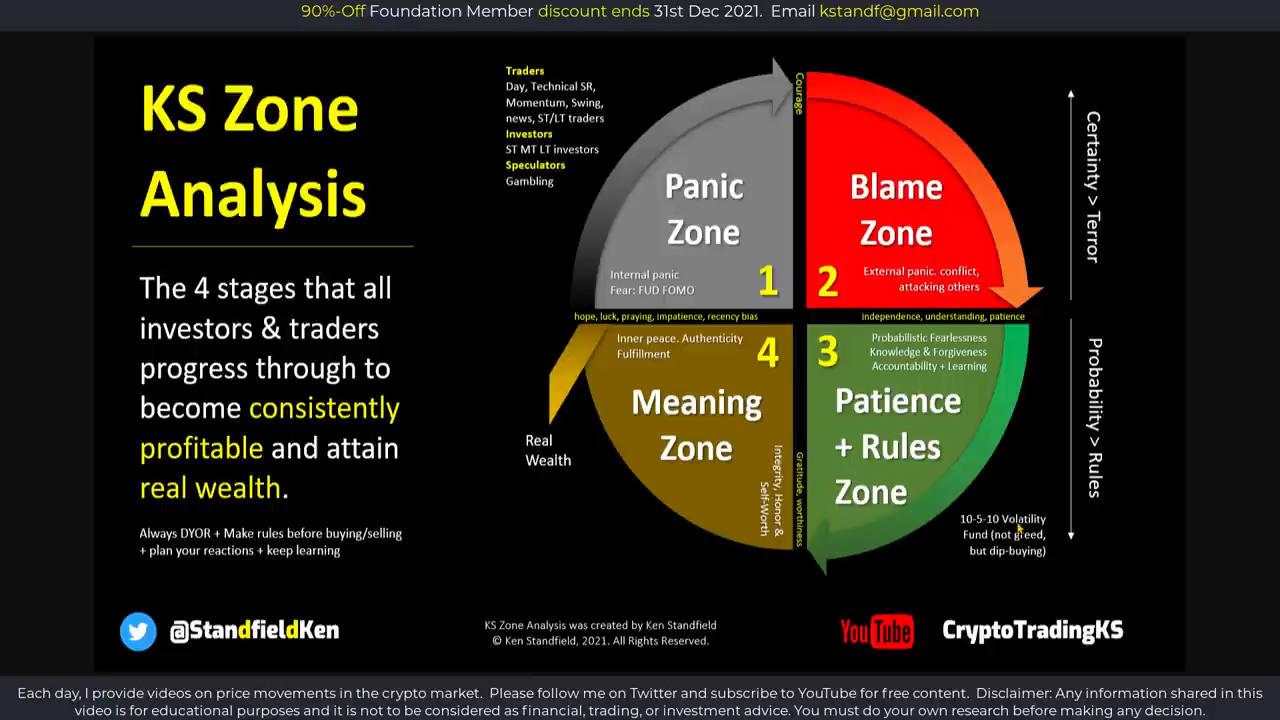 90%-Off Foundation Member discount ends 31st Dec 2021. Email kstandf@gmail.com
KS Zone
Analysis
The 4 stages that all
investors & traders
progress through to
become consistently
profitable and attain
real wealth.
Always DYOR + Make rules before buying/selling
+ plan your reactions + keep learning
Traders
Day, Technical SR,
Momentum, Swing,
news, ST/LT traders
Investors
ST MT LT investors
Speculators
Gambling
Panic
Zone
Internal panic
Fear: FUD FOMO
1
Courage
Blame
Zone
2
External panic. conflict,
attacking others
hope, luck, praying, impatience, recency bias
independence, understanding, patience
Inner peace. Authenticity
Fulfillment
4
Meaning
Zone
Integrity, Honor &
Self-Worth
Gratitude, worthiness
3
Probabilistic Fearlessness
Knowledge & Forgiveness
Accountability + Learning
Patience
+ Rules
Zone
Real
Wealth
Certainty > Terror
Probability > Rules
10-5-10 Volatility
Fund (not greed,
but dip-buying)
@StandfieldKen
KS Zone Analysis was created by Ken Standfield
© Ken Standfield, 2021. All Rights Reserved.
YouTube
CryptoTradingKS
Each day, I provide videos on price movements in the crypto market. Please follow me on Twitter and subscribe to YouTube for free content. Disclaimer: Any information shared in this
video is for educational purposes and it is not to be considered as financial, trading, or investment advice. You must do your own research before making any decision.